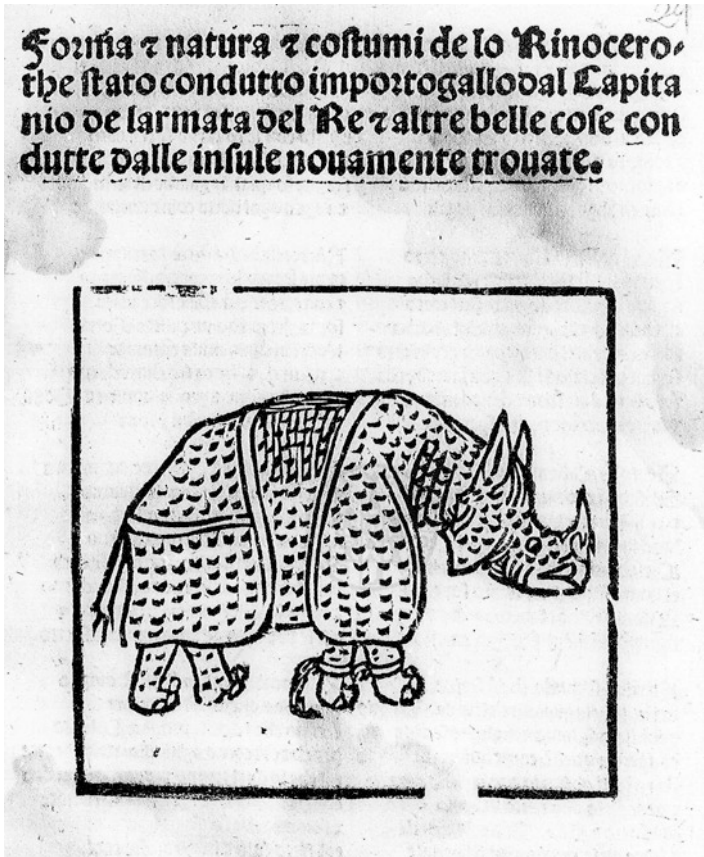 29
Forma ⁊ natura ⁊ coſtumi de lo Rinocero-
the ſtato condutto importogallo dal Capita
nio de larmata del Re ⁊ altre belle coſe con
dutte dalle inſule nouamente trouate.